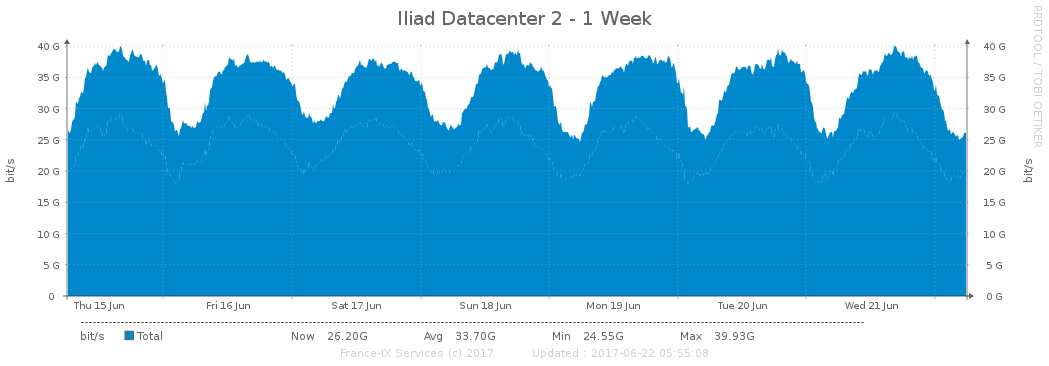 Iliad Datacenter 2 - 1 Week
RRDTOOL / TOBI OETIKER
40 G 40 G
35 G 35 G
30 G 30 G
25 G 25 G
20 G 20 G
15 G 15 G
10 G 10 G
5 G 5 G
0 0 G
bit/s bit/s
Thu 15 Jun Fri 16 Jun Sat 17 Jun Sun 18 Jun Mon 19 Jun Tue 20 Jun Wed 21 Jun
bit/s Total Now 26.20G Avg 33.70G Min 24.55G Max 39.93G
France-IX Services (c) 2017 Updated : 2017-06-22 05:55:08